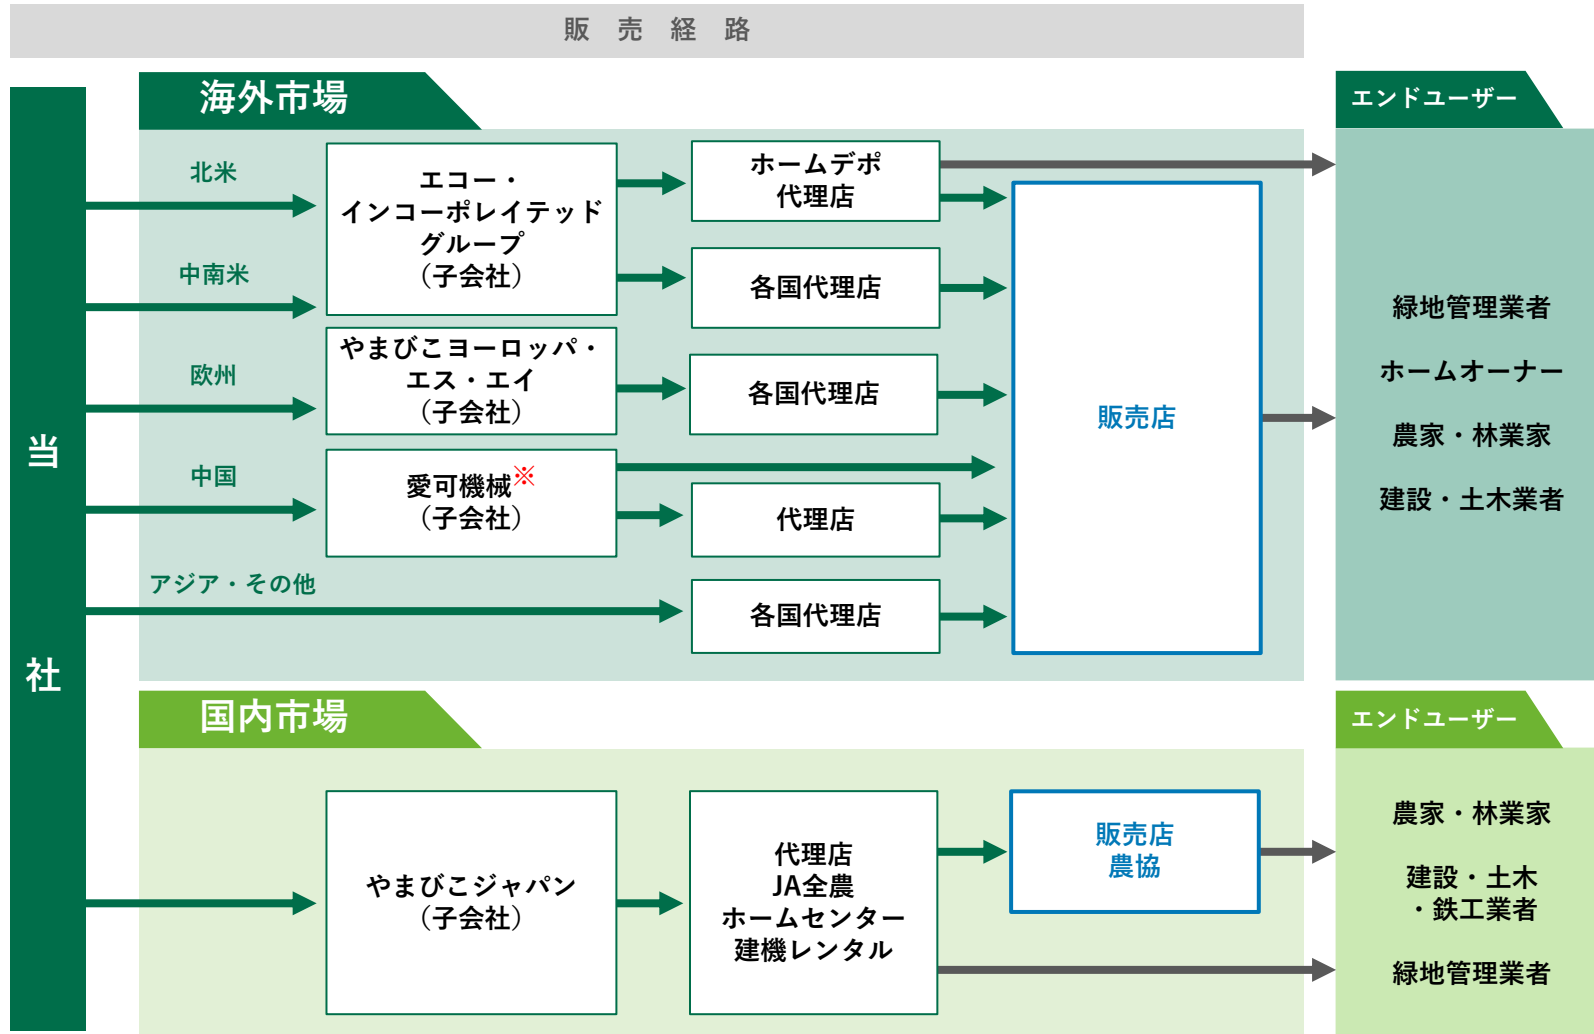 販売経路
当社
海外市場
北米
中南米
欧州
中国
アジア・その他
エコー・
インコーポレイテッド
グループ
（子会社）
やまびこヨーロッパ・
エス・エイ
（子会社）
愛可機械※
（子会社）
ホームデポ
代理店
各国代理店
各国代理店
代理店
各国代理店
販売店
エンドユーザー
緑地管理業者
ホームオーナー
農家・林業家
建設・土木業者
国内市場
やまびこジャパン
（子会社）
代理店
JA全農
ホームセンター
建機レンタル
販売店
農協
エンドユーザー
農家・林業家
建設・土木
・鉄工業者
緑地管理業者